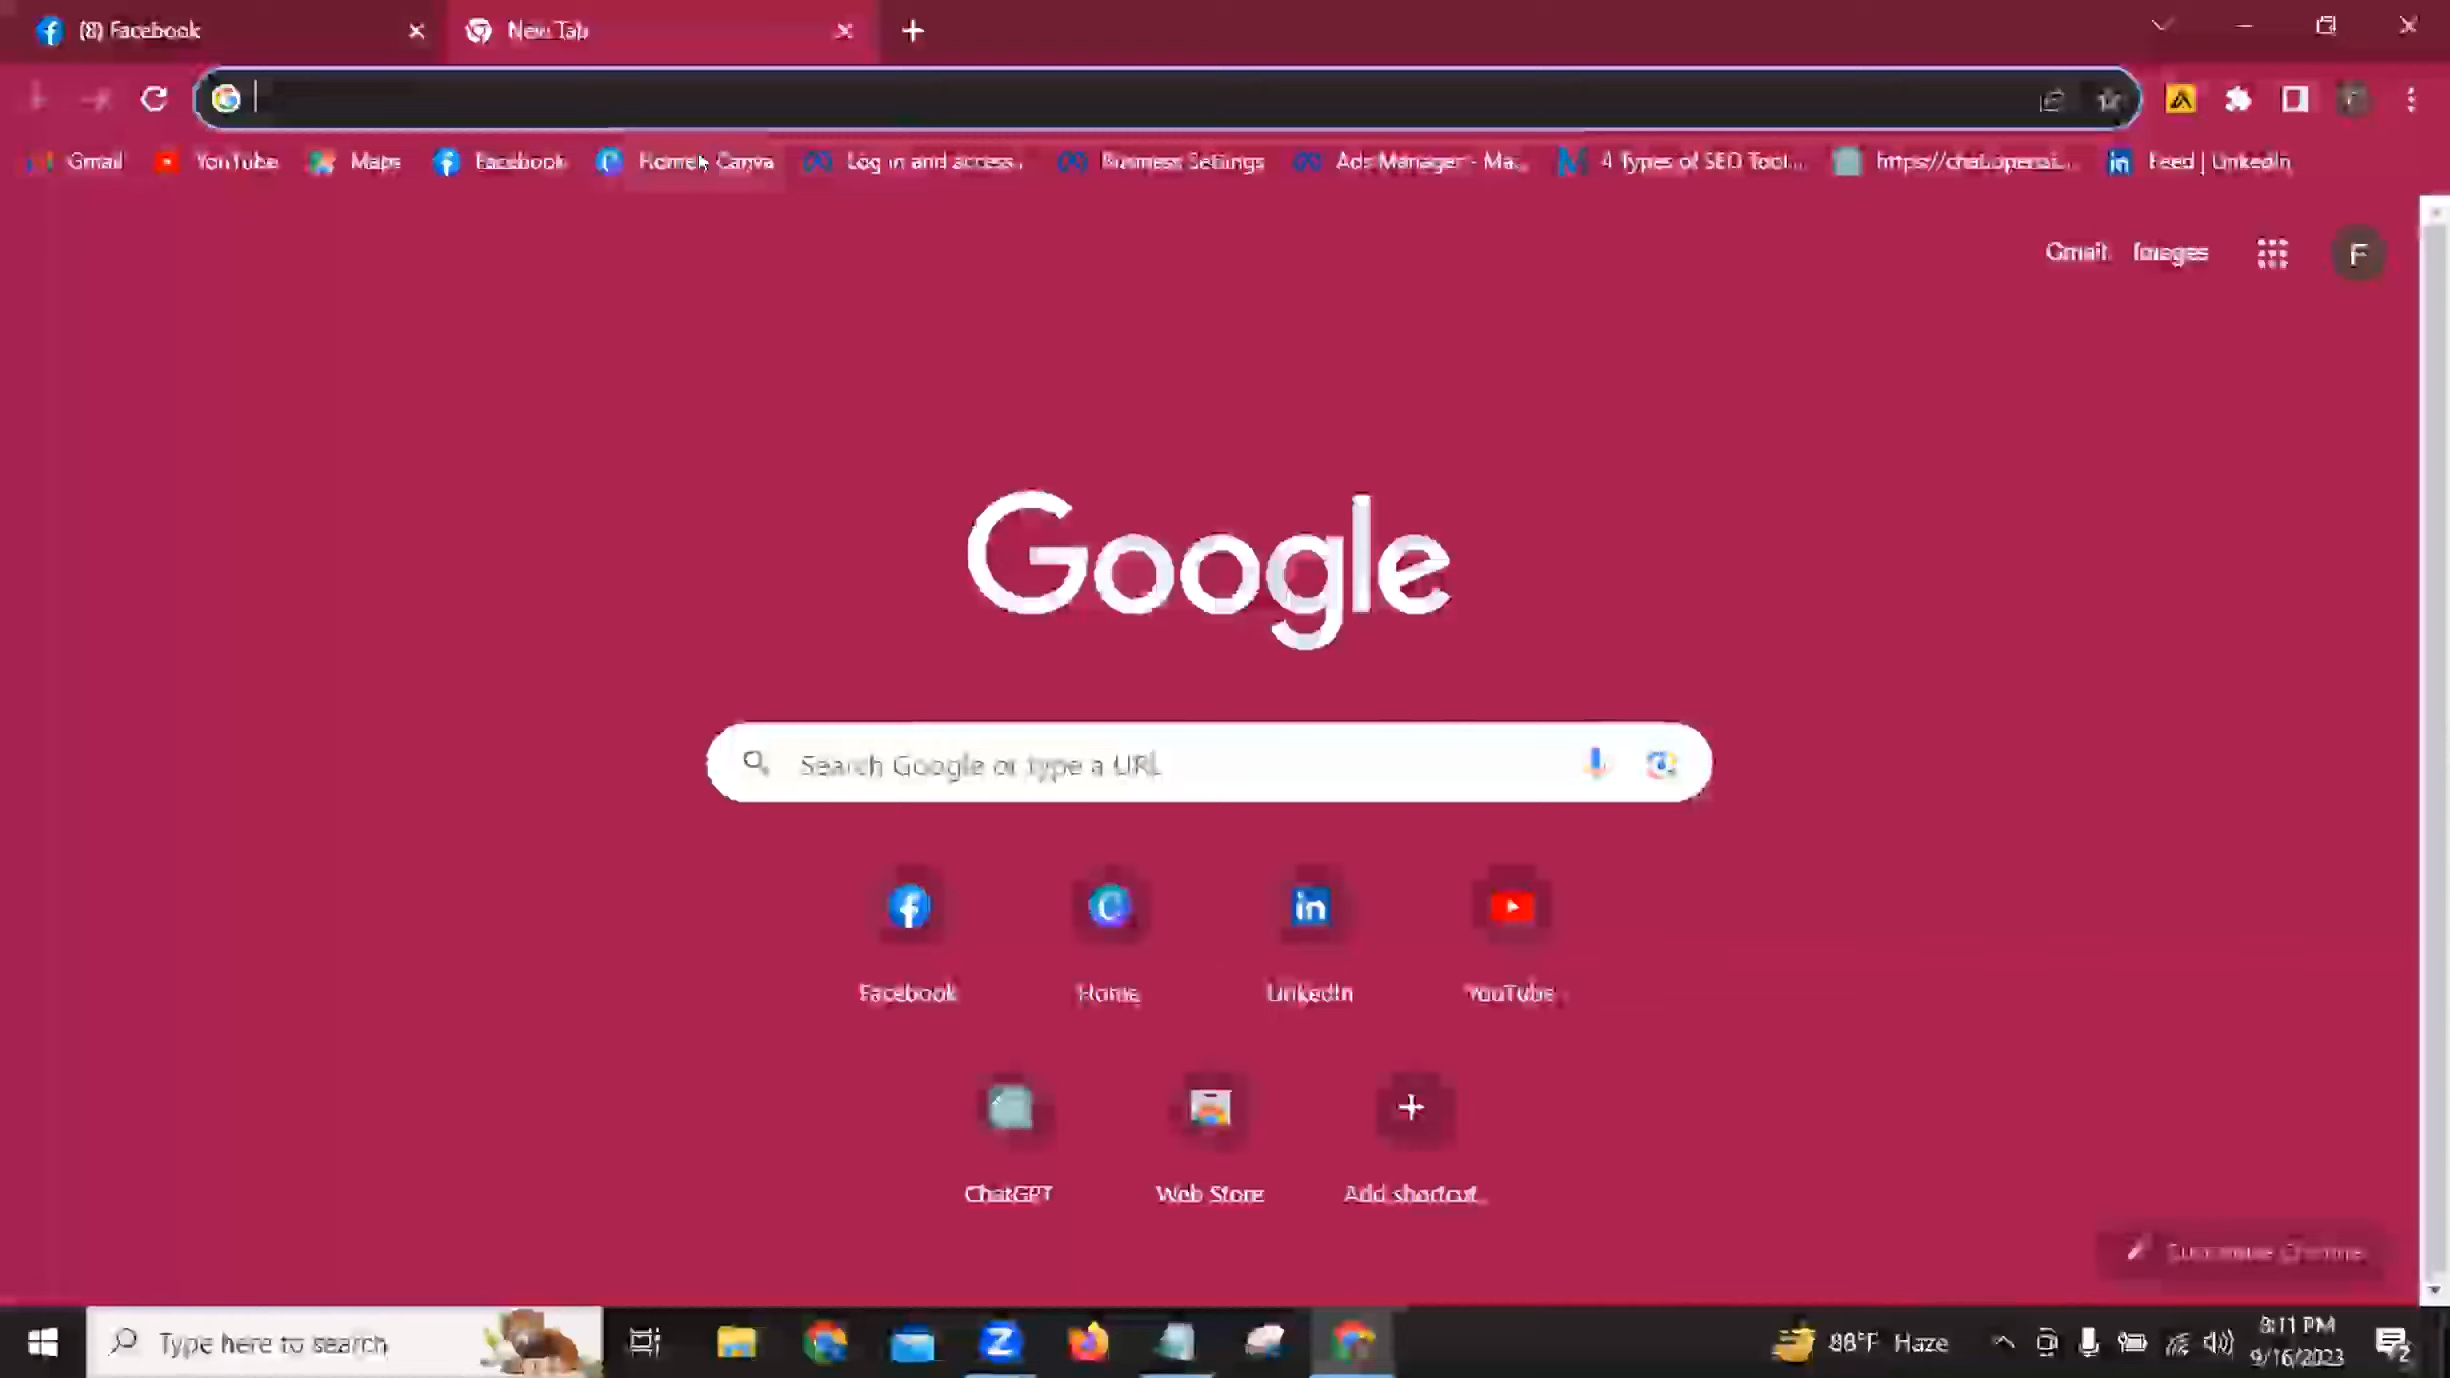 (8) Facebook
New Tab
Gmail
YouTube
Maps
Facebook
Home - Canva
Log in and access...
Business Settings
Ads Manager - Ma...
4 Types of SEO Tool...
https://chat.openai...
Feed | LinkedIn
Gmail
Images
F
Google
Search Google or type a URL
Facebook
Home
LinkedIn
YouTube
ChatGPT
Web Store
Add shortcut
Customize Chrome
Type here to search
88°F Haze
8:11 PM
9/16/2023
2